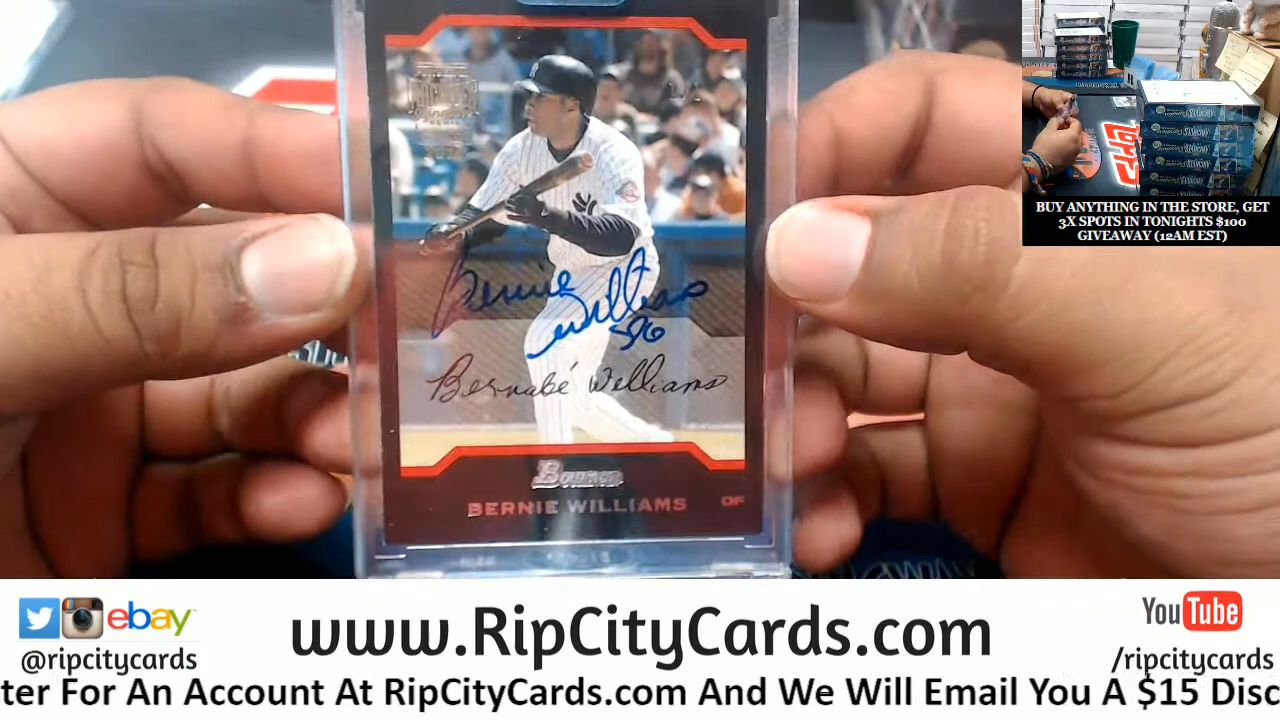 Bernie
Williams
Bernabé Williams
Bowman
BERNIE WILLIAMS OF
BUY ANYTHING IN THE STORE, GET
3X SPOTS IN TONIGHTS $100
GIVEAWAY (12AM EST)
ebay
@ripcitycards
www.RipCityCards.com
YouTube
/ripcitycards
ter For An Account At RipCityCards.com And We Will Email You A $15 Disc